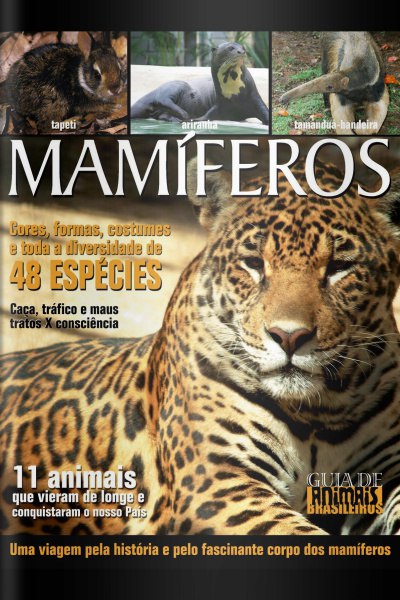 tapeti
ariranha
tamanduá-bandeira
MAMÍFEROS
Cores, formas, costumes
e toda a diversidade de
48 ESPÉCIES
Caça, tráfico e maus
tratos X consciência
11 animais
que vieram de longe e
conquistaram o nosso País
GUIA DE
ANIMAIS
BRASILEIROS
Uma viagem pela história e pelo fascinante corpo dos mamíferos